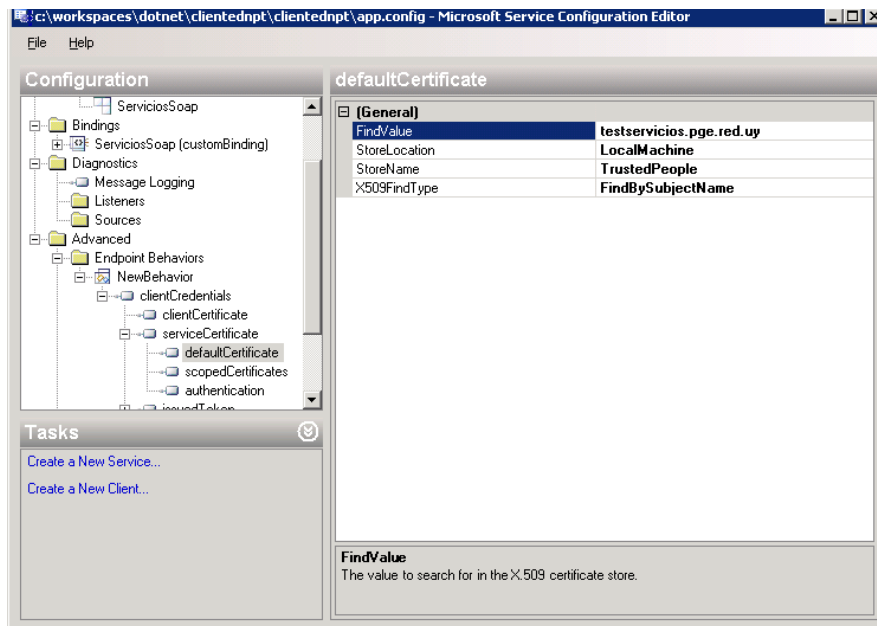 c:\workspaces\dotnet\clientednpt\clientednpt\app.config - Microsoft Service Configuration Editor
File Help
Configuration
ServiciosSoap
Bindings
ServiciosSoap (customBinding)
Diagnostics
Message Logging
Listeners
Sources
Advanced
Endpoint Behaviors
NewBehavior
clientCredentials
clientCertificate
serviceCertificate
defaultCertificate
scopedCertificates
authentication
issuedToken
Tasks
Create a New Service...
Create a New Client...
defaultCertificate
(General)
FindValue testservicios.pge.red.uy
StoreLocation LocalMachine
StoreName TrustedPeople
X509FindType FindBySubjectName
FindValue
The value to search for in the X.509 certificate store.